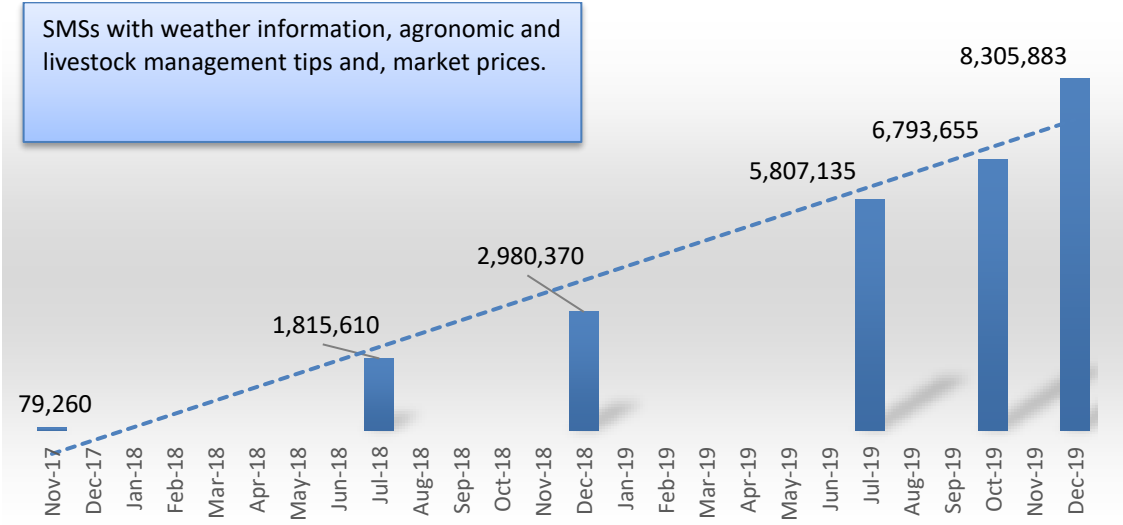 SMSs with weather information, agronomic and
livestock management tips and, market prices.
8,305,883
6,793,655
5,807,135
2,980,370
1,815,610
79,260
Nov-17
Dec-17
Jan-18
Feb-18
Mar-18
Apr-18
May-18
Jun-18
Jul-18
Aug-18
Sep-18
Oct-18
Nov-18
Dec-18
Jan-19
Feb-19
Mar-19
Apr-19
May-19
Jun-19
Jul-19
Aug-19
Sep-19
Oct-19
Nov-19
Dec-19